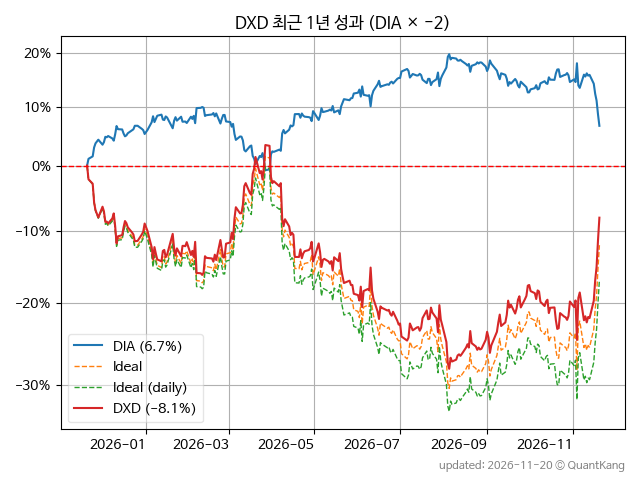 DXD 최근 1년 성과 (DIA × −2)
20%
10%
0%
−10%
−20%
−30%
DIA (6.7%)
Ideal
Ideal (daily)
DXD (−8.1%)
2026-01 2026-03 2026-05 2026-07 2026-09 2026-11
updated: 2026-11-20 © QuantKang